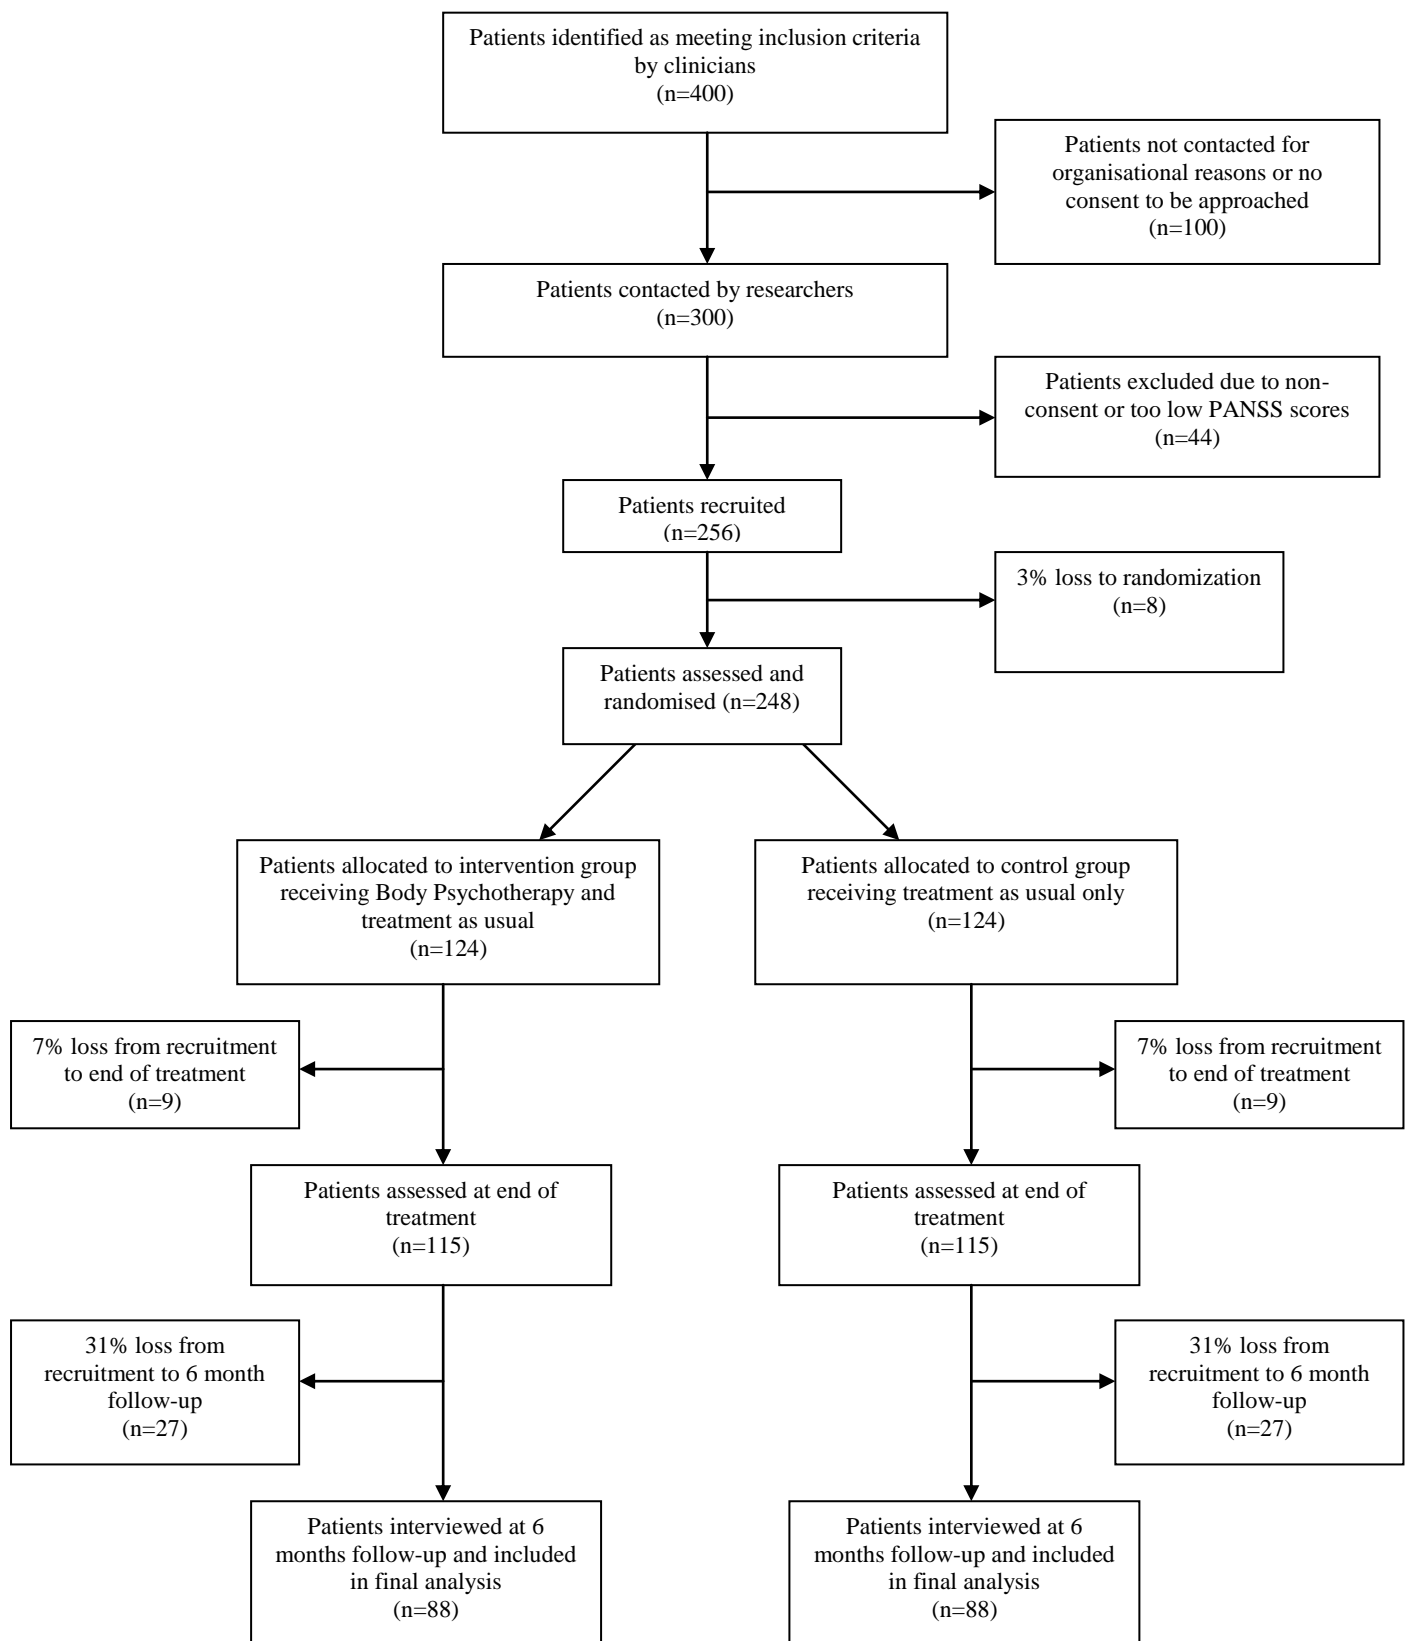 Patients identified as meeting inclusion criteria
by clinicians
(n=400)
Patients not contacted for
organisational reasons or no
consent to be approached
(n=100)
Patients contacted by researchers
(n=300)
Patients excluded due to non-
consent or too low PANSS scores
(n=44)
Patients recruited
(n=256)
3% loss to randomization
(n=8)
Patients assessed and
randomised (n=248)
Patients allocated to intervention group
receiving Body Psychotherapy and
treatment as usual
(n=124)
Patients allocated to control group
receiving treatment as usual only
(n=124)
7% loss from recruitment
to end of treatment
(n=9)
7% loss from recruitment
to end of treatment
(n=9)
Patients assessed at end of
treatment
(n=115)
Patients assessed at end of
treatment
(n=115)
31% loss from
recruitment to 6 month
follow-up
(n=27)
31% loss from
recruitment to 6 month
follow-up
(n=27)
Patients interviewed at 6
months follow-up and included
in final analysis
(n=88)
Patients interviewed at 6
months follow-up and included
in final analysis
(n=88)